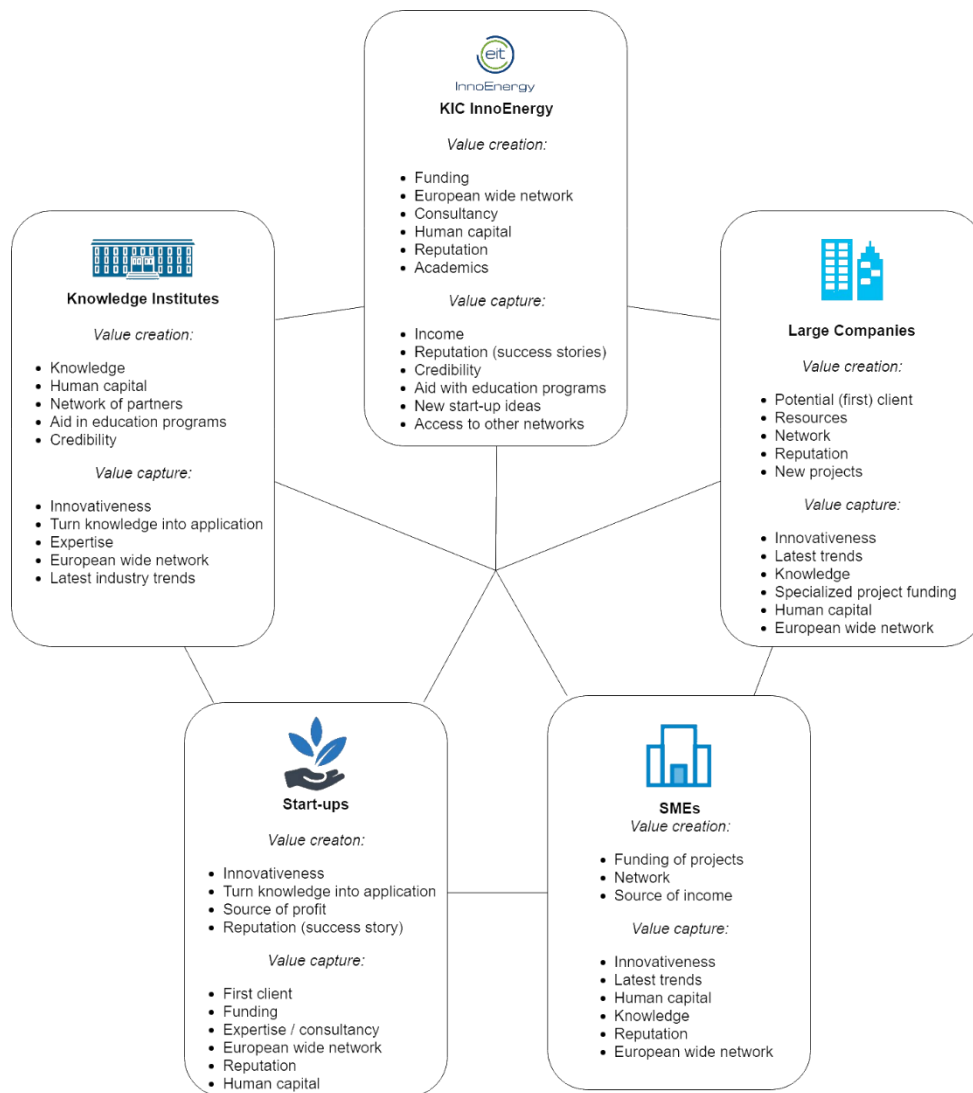 eit
InnoEnergy
KIC InnoEnergy
Value creation:
Funding
European wide network
Consultancy
Human capital
Reputation
Academics
Value capture:
Income
Reputation (success stories)
Credibility
Aid with education programs
New start-up ideas
Access to other networks
Knowledge Institutes
Value creation:
Knowledge
Human capital
Network of partners
Aid in education programs
Credibility
Value capture:
Innovativeness
Turn knowledge into application
Expertise
European wide network
Latest industry trends
Large Companies
Value creation:
Potential (first) client
Resources
Network
Reputation
New projects
Value capture:
Innovativeness
Latest trends
Knowledge
Specialized project funding
Human capital
European wide network
Start-ups
Value creaton:
Innovativeness
Turn knowledge into application
Source of profit
Reputation (success story)
Value capture:
First client
Funding
Expertise / consultancy
European wide network
Reputation
Human capital
SMEs
Value creation:
Funding of projects
Network
Source of income
Value capture:
Innovativeness
Latest trends
Human capital
Knowledge
Reputation
European wide network